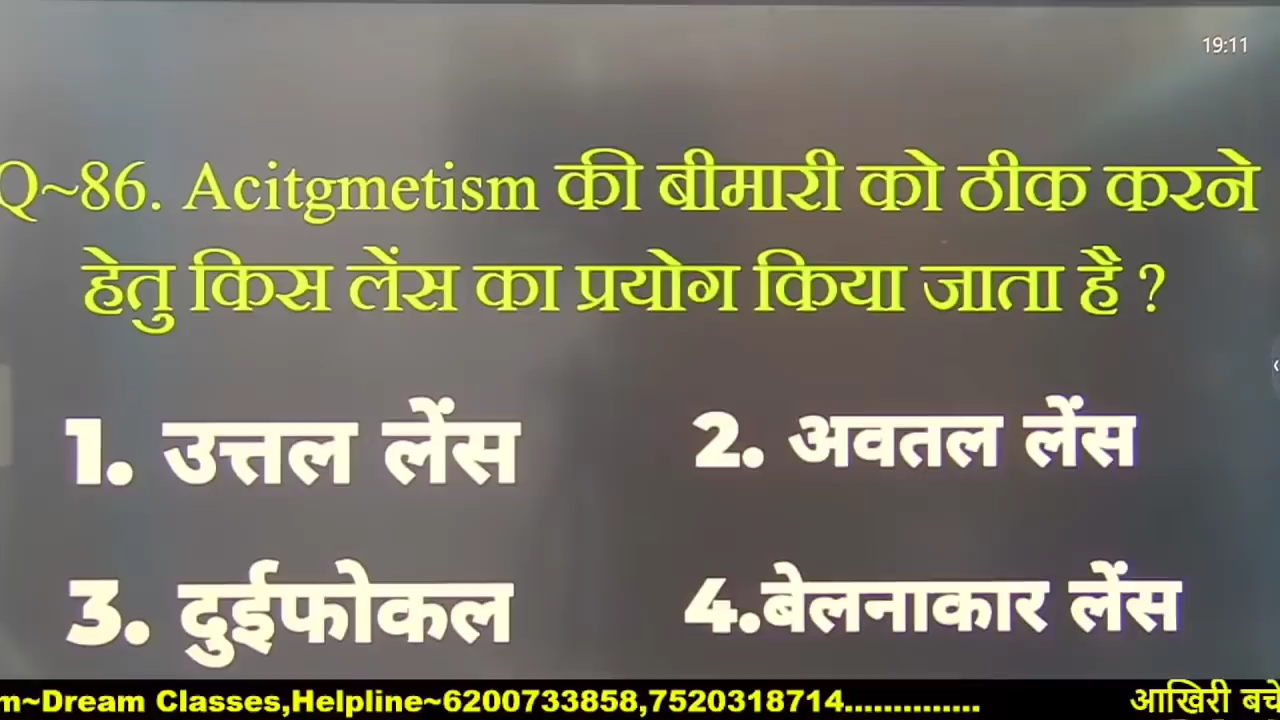 19:11
Q~86. Acitgmetism की बीमारी को ठीक करने
हेतु किस लेंस का प्रयोग किया जाता है ?
1. उत्तल लेंस
2. अवतल लेंस
3. दुईफोकल
4.बेलनाकार लेंस
m~Dream Classes,Helpline~6200733858,7520318714.............. आखिरी बचे